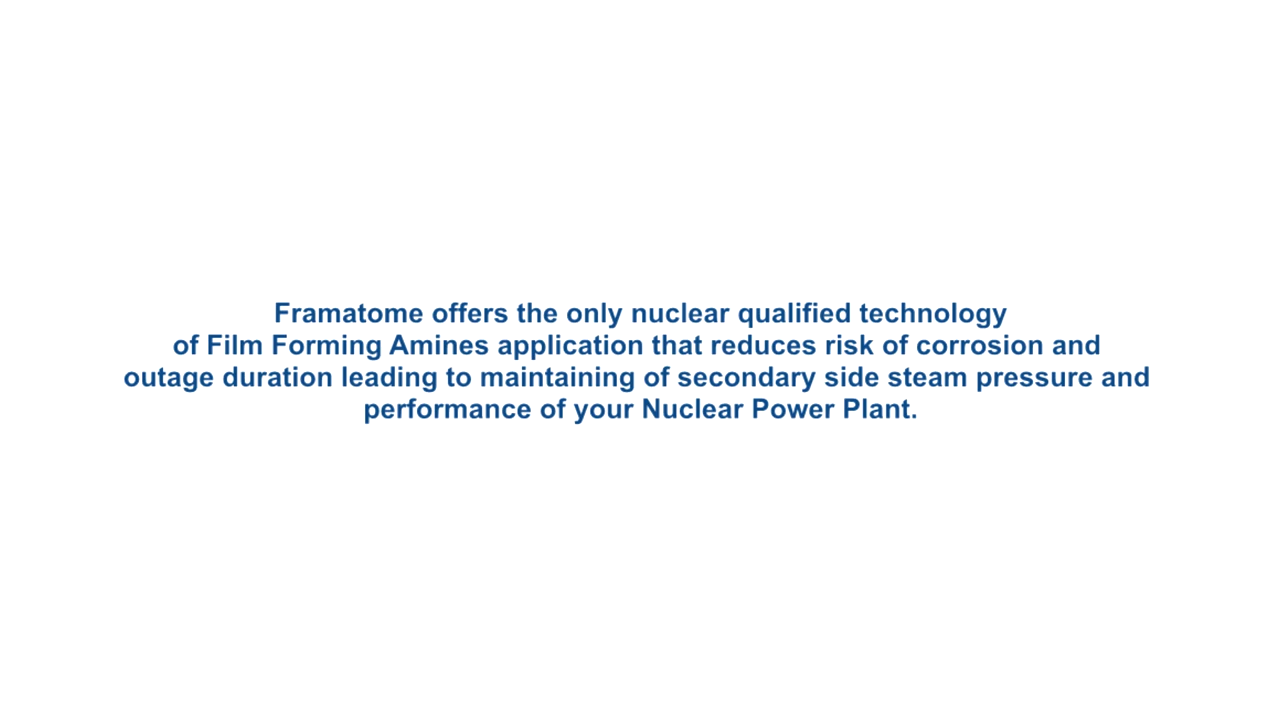 Framatome offers the only nuclear qualified technology
of Film Forming Amines application that reduces risk of corrosion and
outage duration leading to maintaining of secondary side steam pressure and
performance of your Nuclear Power Plant.